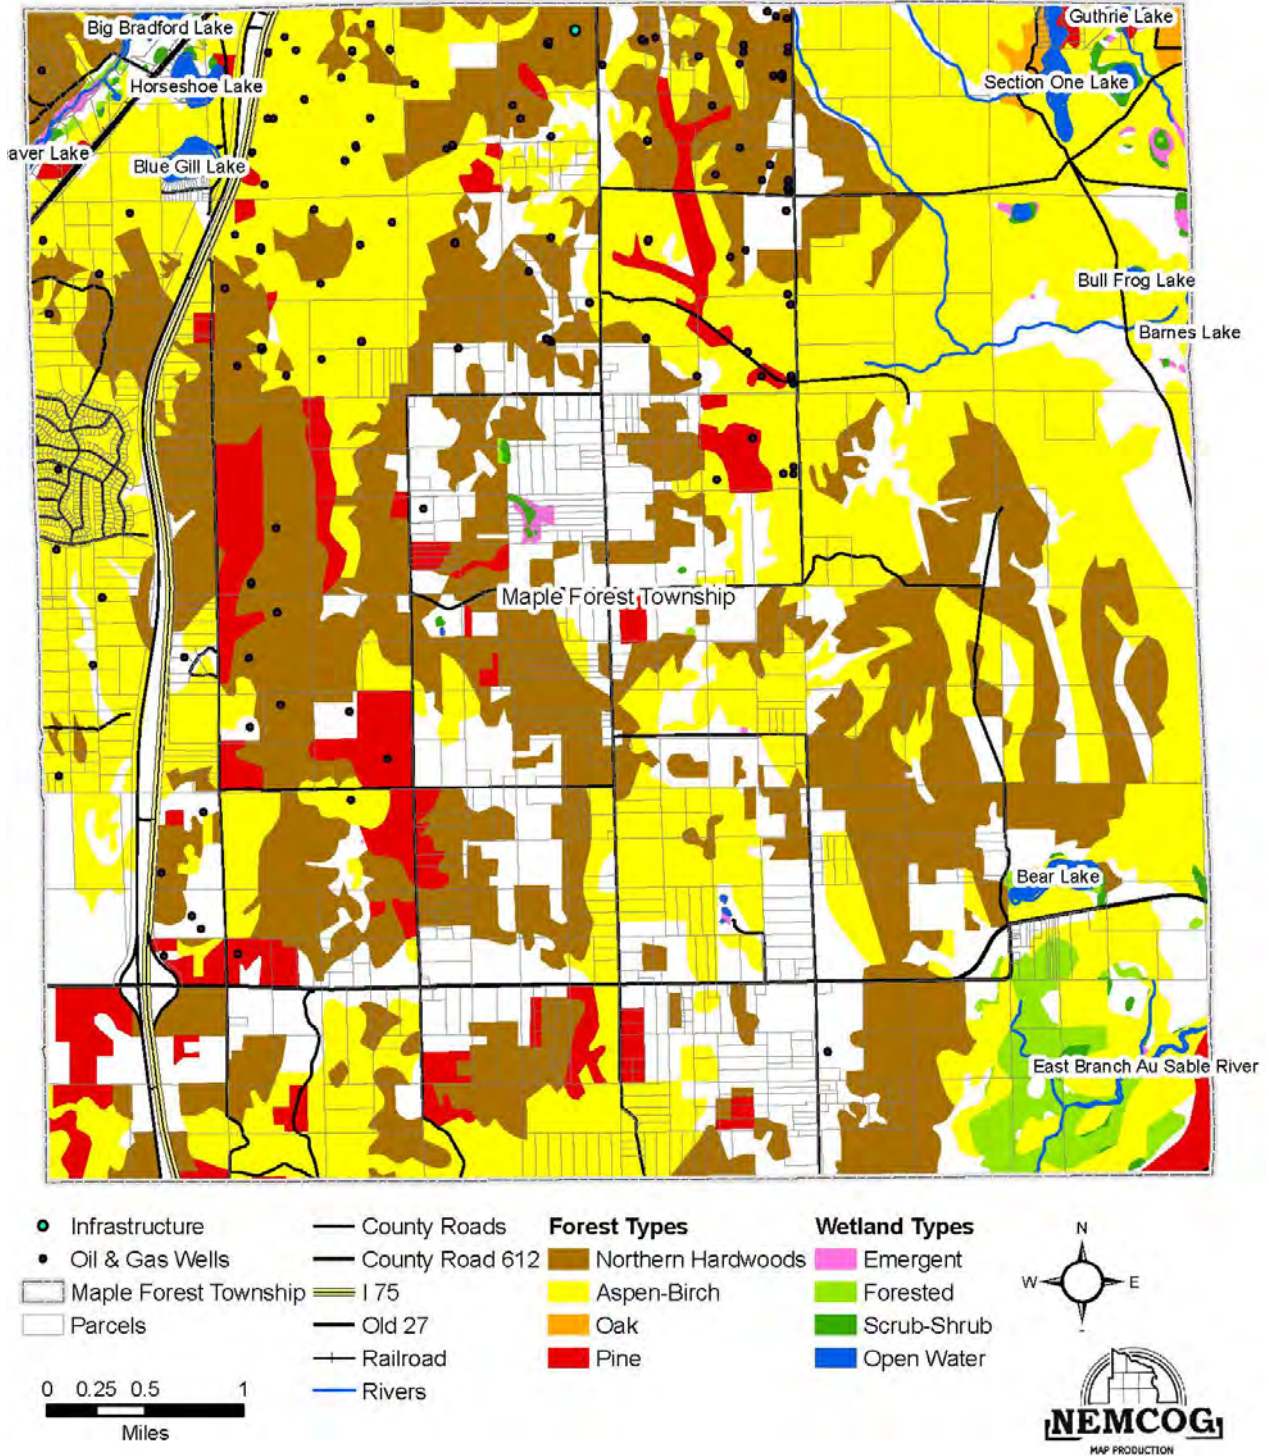 Big Bradford Lake
Guthrie Lake
Horseshoe Lake
Section One Lake
aver Lake
Blue Gill Lake
Bull Frog Lake
Barnes Lake
Maple Forest Township
Bear Lake
East Branch Au Sable River
Infrastructure
Oil & Gas Wells
Maple Forest Township
Parcels
County Roads
County Road 612
I 75
Old 27
Railroad
Rivers
Forest Types
Northern Hardwoods
Aspen-Birch
Oak
Pine
Wetland Types
Emergent
Forested
Scrub-Shrub
Open Water
N
W E
0 0.25 0.5 1
Miles
NEMCOG
MAP PRODUCTION